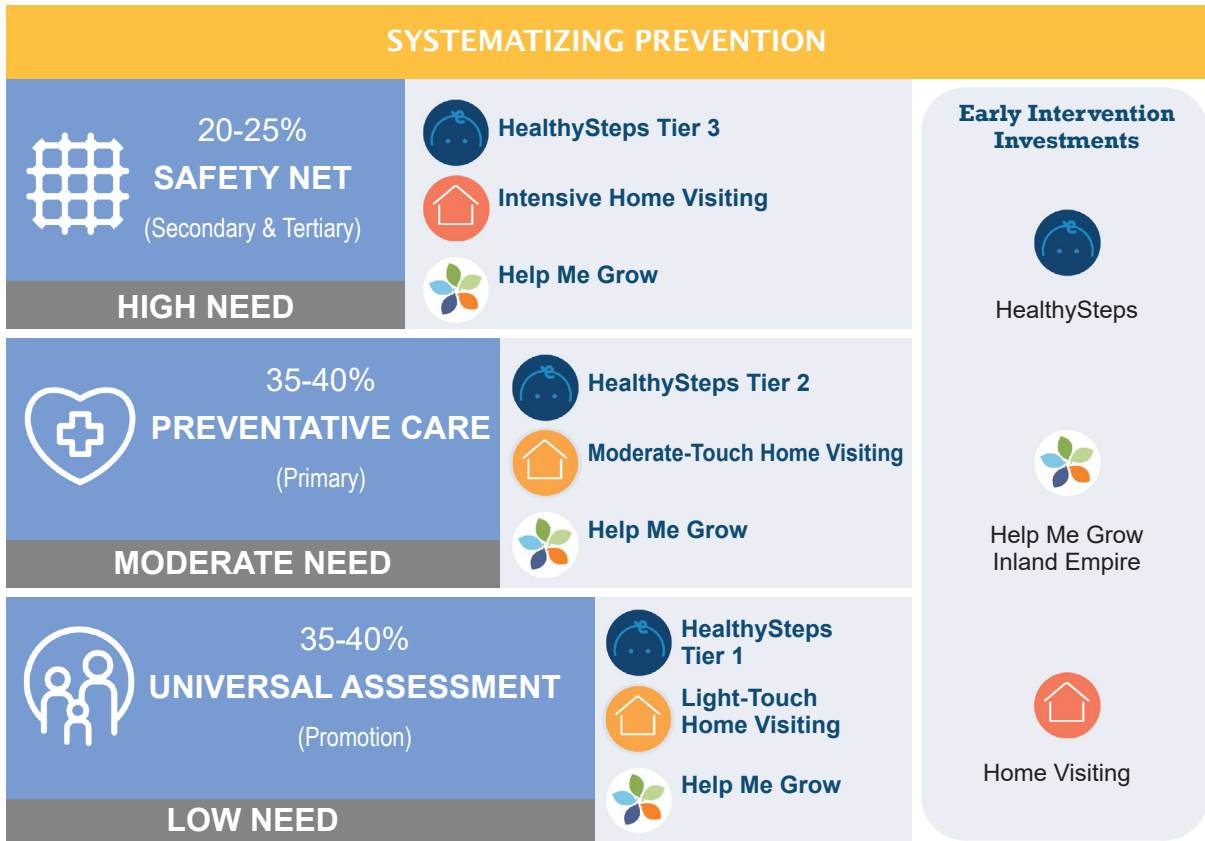 SYSTEMATIZING PREVENTION
20-25%
SAFETY NET
(Secondary & Tertiary)
HIGH NEED
HealthySteps Tier 3
Intensive Home Visiting
Help Me Grow
35-40%
PREVENTATIVE CARE
(Primary)
MODERATE NEED
HealthySteps Tier 2
Moderate-Touch Home Visiting
Help Me Grow
35-40%
UNIVERSAL ASSESSMENT
(Promotion)
LOW NEED
HealthySteps
Tier 1
Light-Touch
Home Visiting
Help Me Grow
Early Intervention
Investments
HealthySteps
Help Me Grow
Inland Empire
Home Visiting